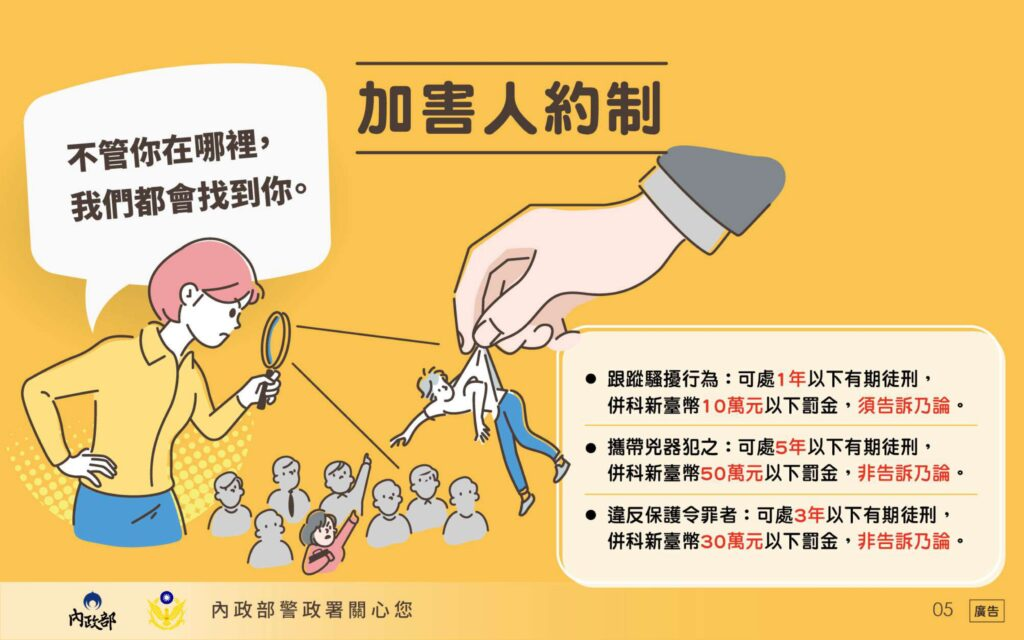 加害人約制
不管你在哪裡，
我們都會找到你。
● 跟蹤騷擾行為：可處1年以下有期徒刑，
併科新臺幣10萬元以下罰金，須告訴乃論。
● 攜帶兇器犯之：可處5年以下有期徒刑，
併科新臺幣50萬元以下罰金，非告訴乃論。
● 違反保護令罪者：可處3年以下有期徒刑，
併科新臺幣30萬元以下罰金，非告訴乃論。
內政部
內政部警政署關心您
05
廣告